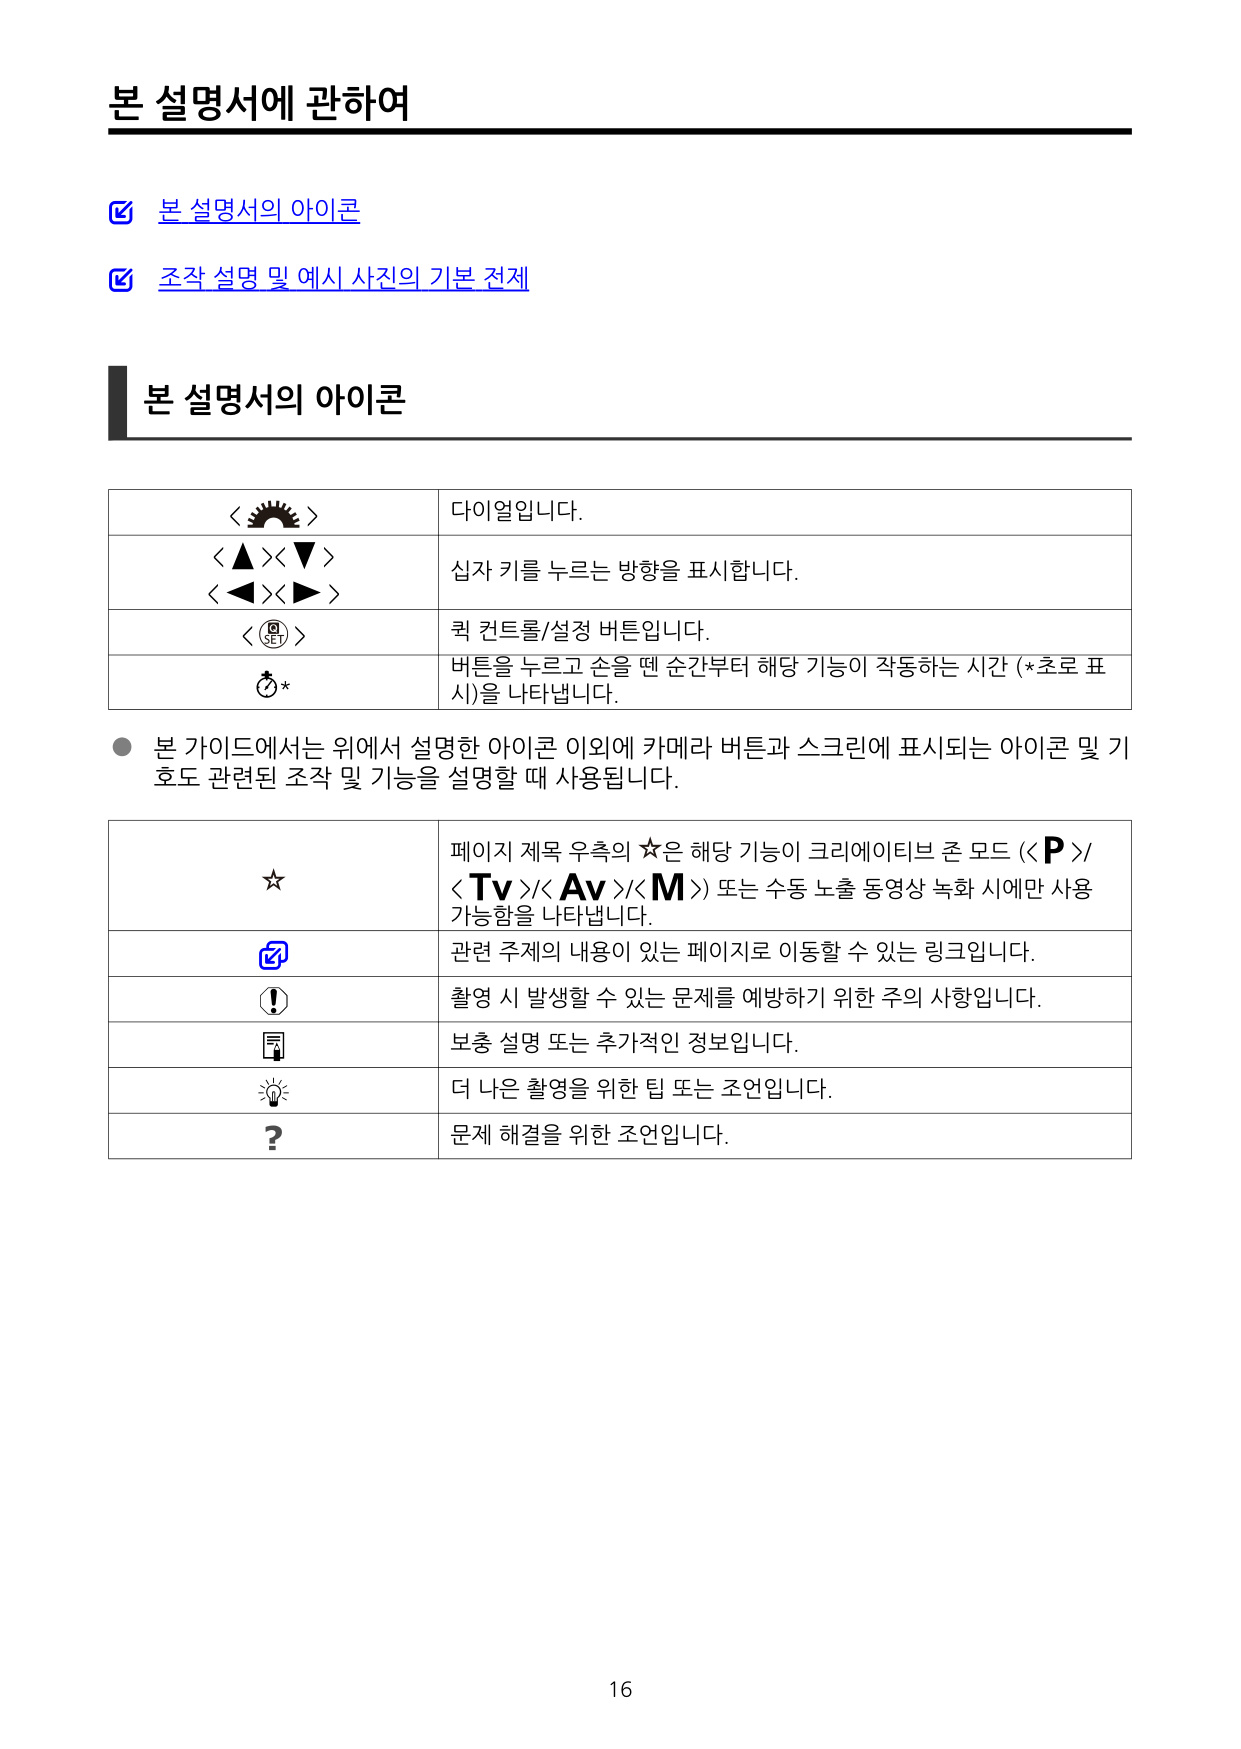 본 설명서에 관하여
본 설명서의 아이콘
조작 설명 및 예시 사진의 기본 전제
본 설명서의 아이콘
< > 다이얼입니다.
<▲><▼>
<◀><▶>
십자 키를 누르는 방향을 표시합니다.
<Q SET> 퀵 컨트롤/설정 버튼입니다.
* 버튼을 누르고 손을 뗀 순간부터 해당 기능이 작동하는 시간 (*초로 표
시)을 나타냅니다.
● 본 가이드에서는 위에서 설명한 아이콘 이외에 카메라 버튼과 스크린에 표시되는 아이콘 및 기
호도 관련된 조작 및 기능을 설명할 때 사용됩니다.
☆ 페이지 제목 우측의 ☆은 해당 기능이 크리에이티브 존 모드 (<P>/
<Tv>/<Av>/<M>) 또는 수동 노출 동영상 녹화 시에만 사용
가능함을 나타냅니다.
관련 주제의 내용이 있는 페이지로 이동할 수 있는 링크입니다.
촬영 시 발생할 수 있는 문제를 예방하기 위한 주의 사항입니다.
보충 설명 또는 추가적인 정보입니다.
더 나은 촬영을 위한 팁 또는 조언입니다.
? 문제 해결을 위한 조언입니다.
16